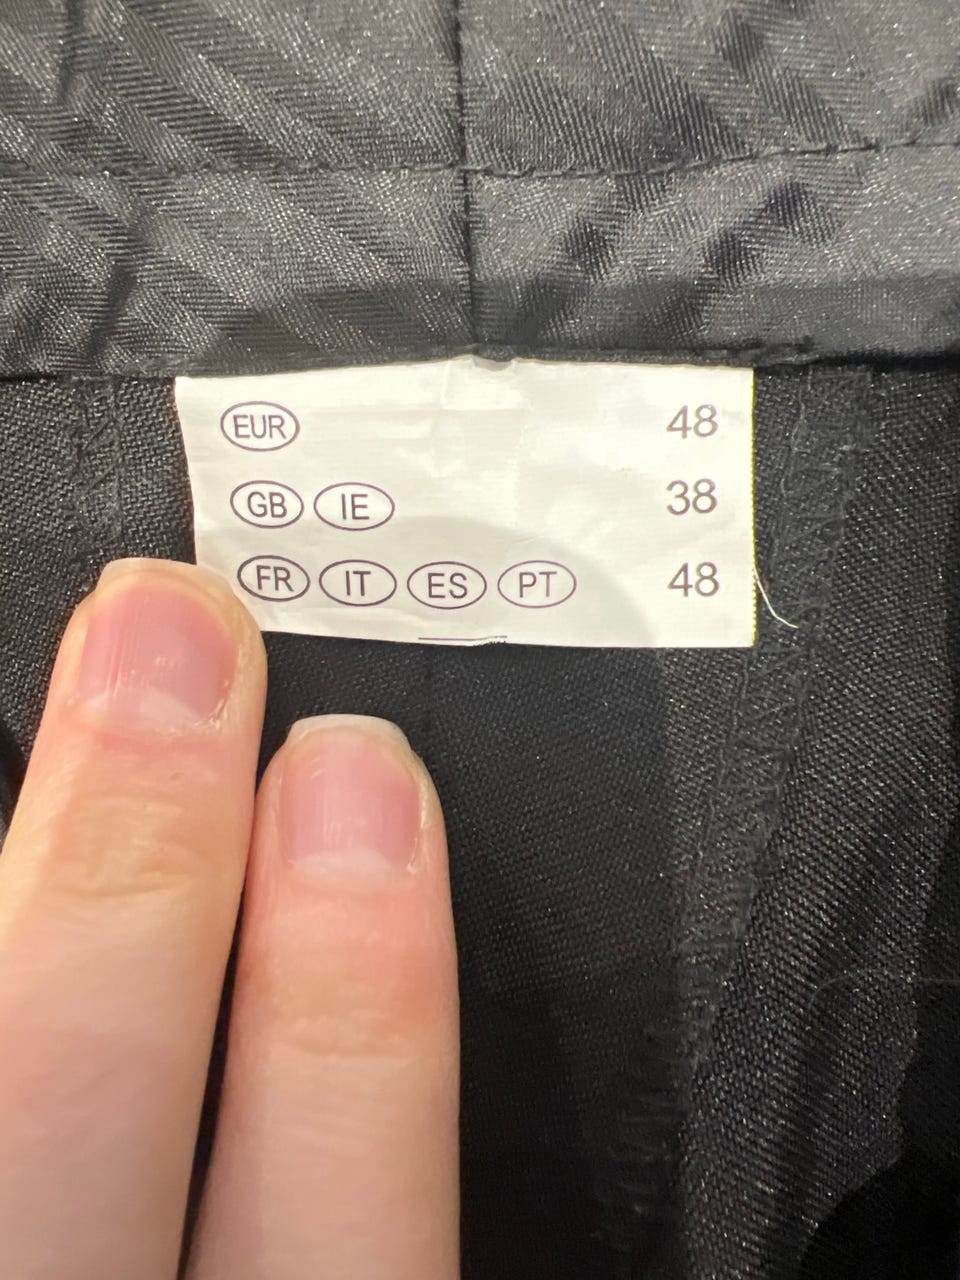 EUR 48
GB IE 38
FR IT ES PT 48